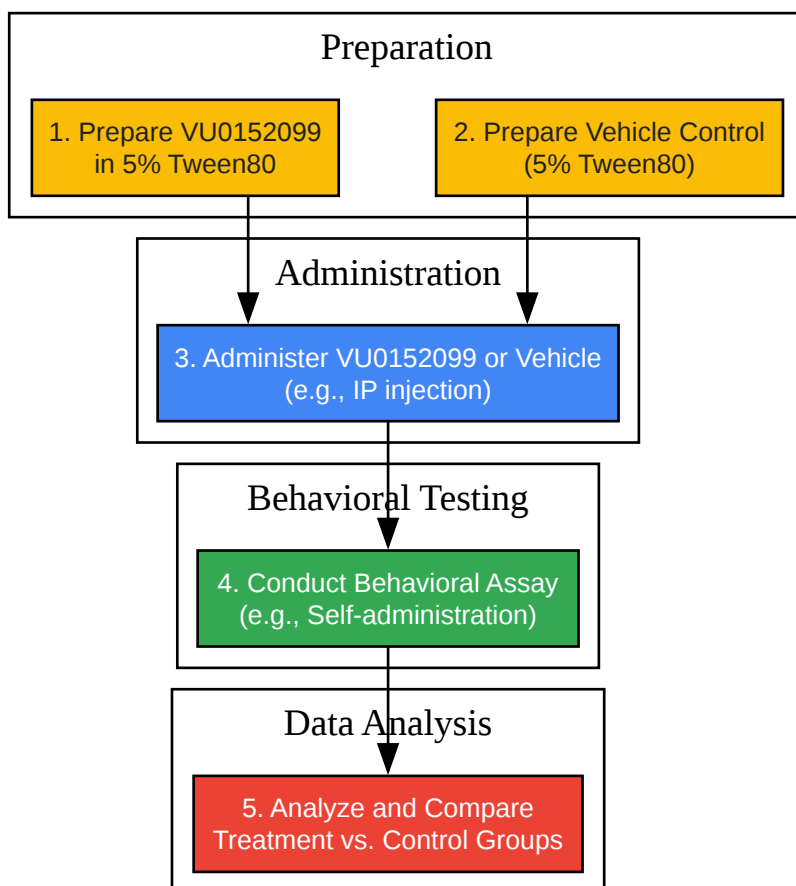 Preparation
1. Prepare VU0152099
in 5% Tween80
2. Prepare Vehicle Control
(5% Tween80)
Administration
3. Administer VU0152099 or Vehicle
(e.g., IP injection)
Behavioral Testing
4. Conduct Behavioral Assay
(e.g., Self-administration)
Data Analysis
5. Analyze and Compare
Treatment vs. Control Groups